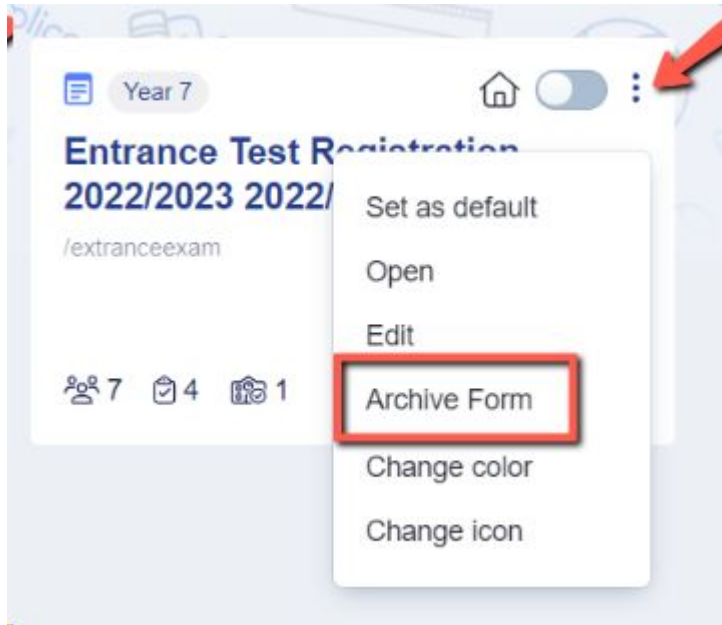 Year 7
Entrance Test Registration
2022/2023 2022/
/extranceexam
7 4 1
Set as default
Open
Edit
Archive Form
Change color
Change icon